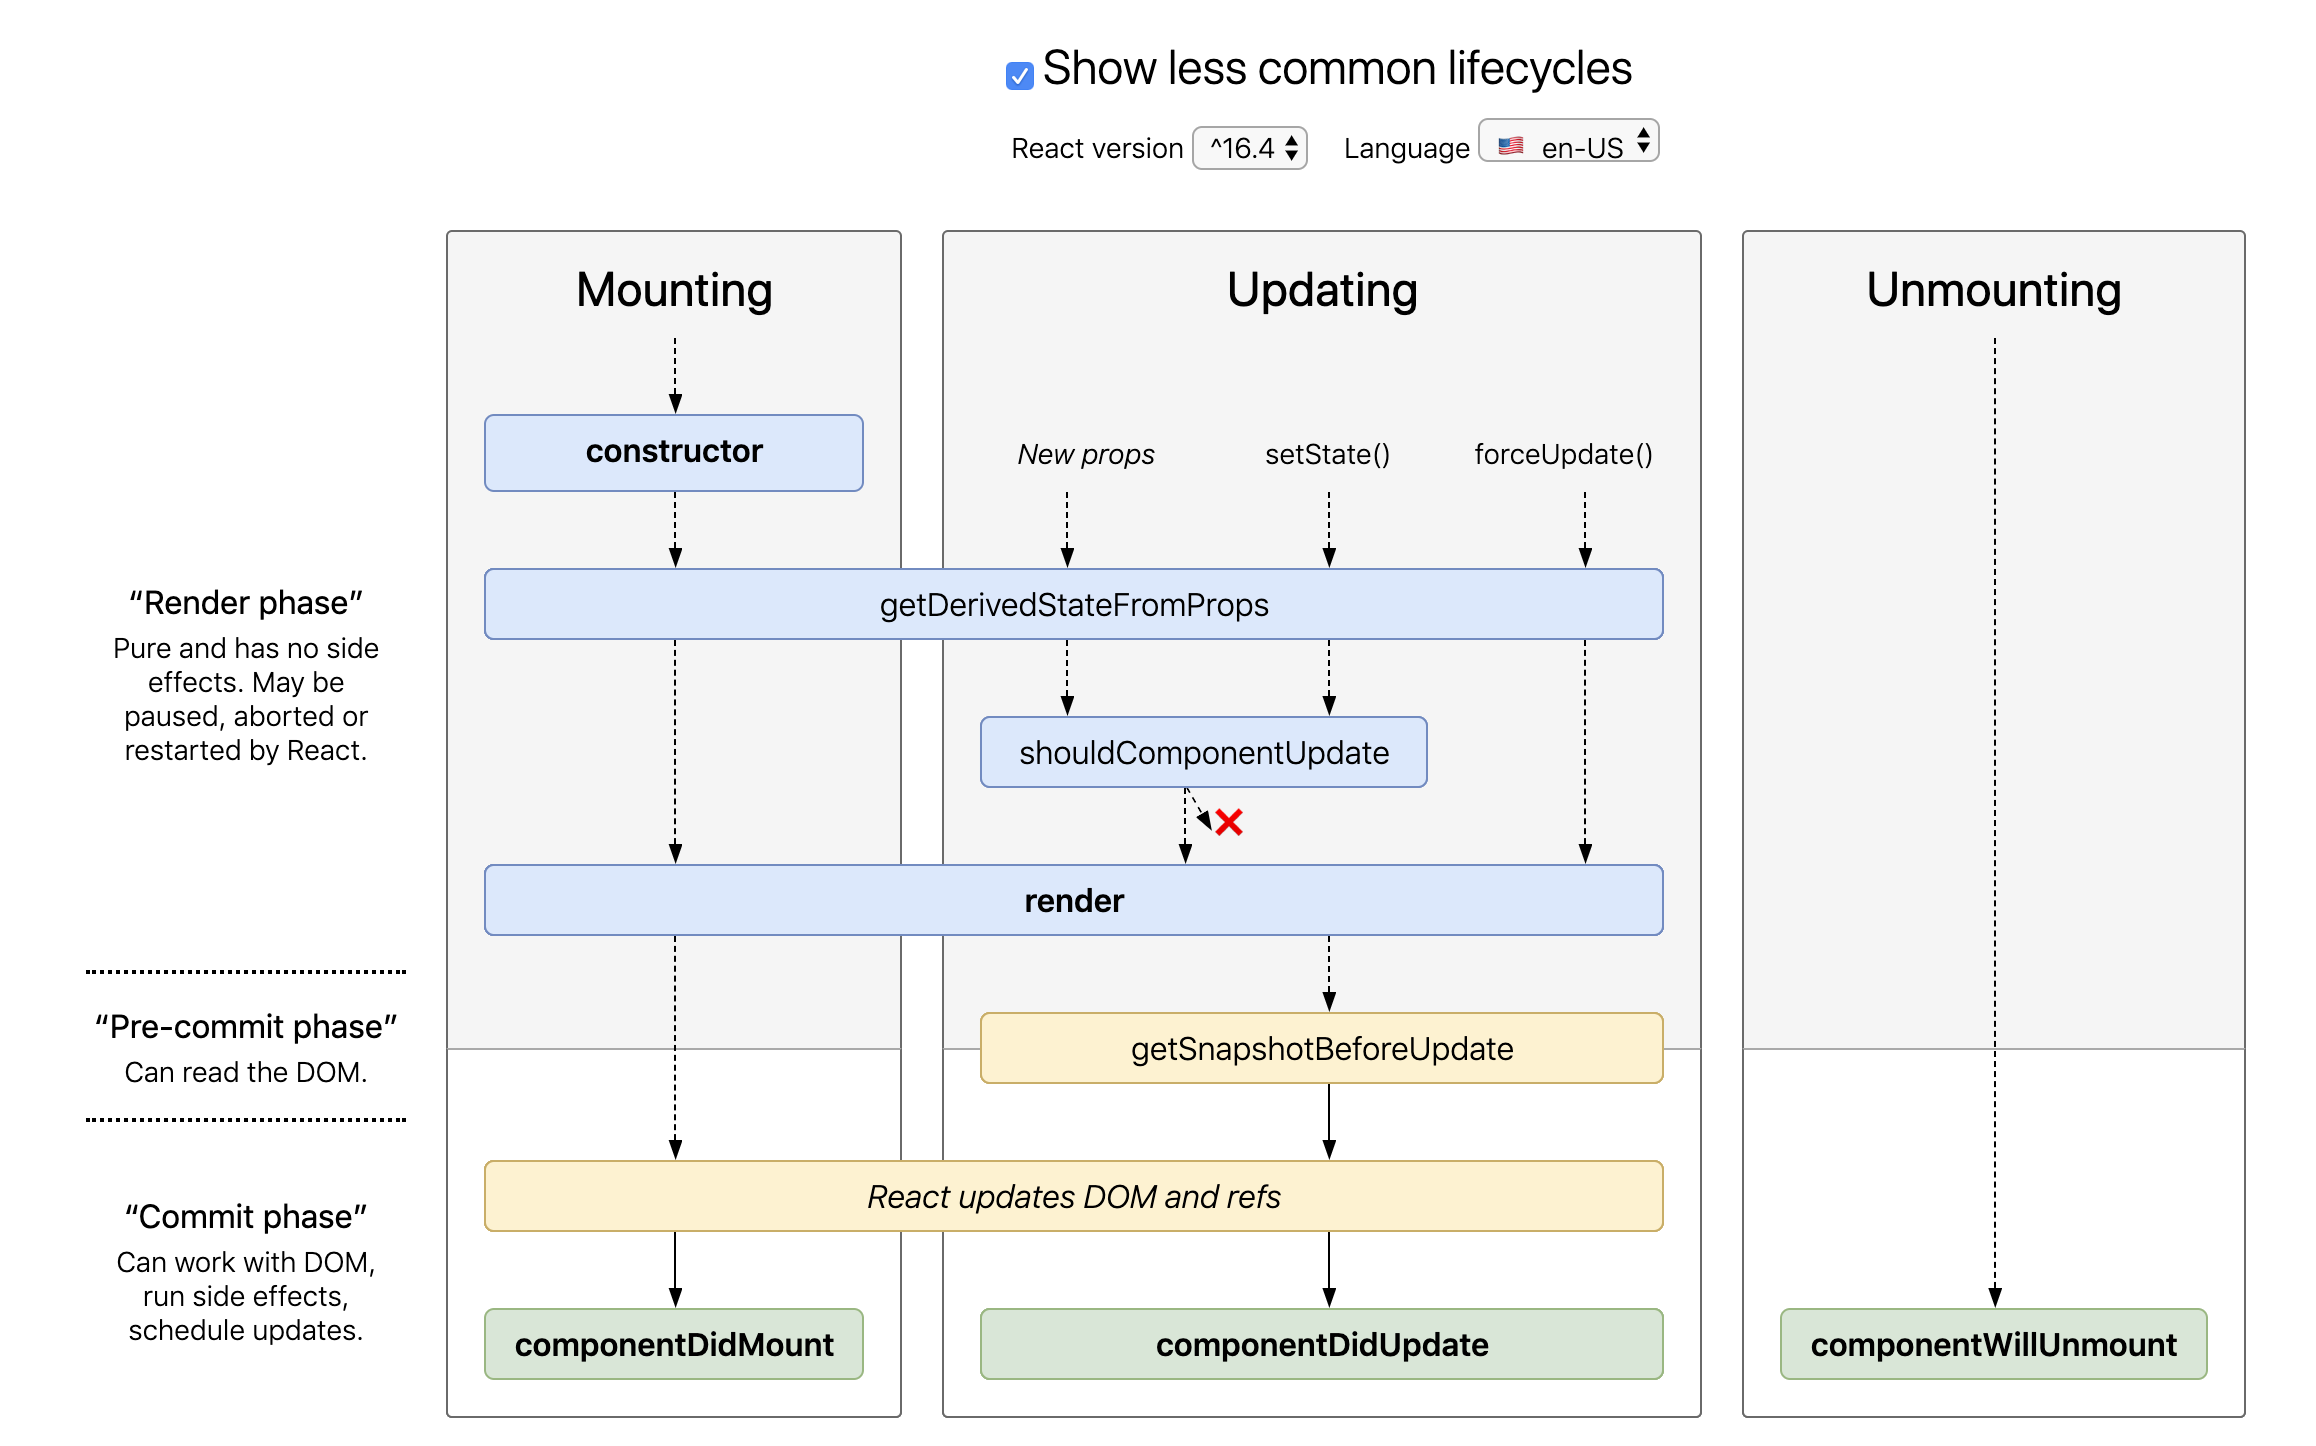 Show less common lifecycles
React version ^16.4 Language 🇺🇸 en-US
Mounting
Updating
Unmounting
constructor
New props
setState()
forceUpdate()
“Render phase”
Pure and has no side
effects. May be
paused, aborted or
restarted by React.
getDerivedStateFromProps
shouldComponentUpdate
render
“Pre-commit phase”
Can read the DOM.
getSnapshotBeforeUpdate
“Commit phase”
Can work with DOM,
run side effects,
schedule updates.
React updates DOM and refs
componentDidMount
componentDidUpdate
componentWillUnmount